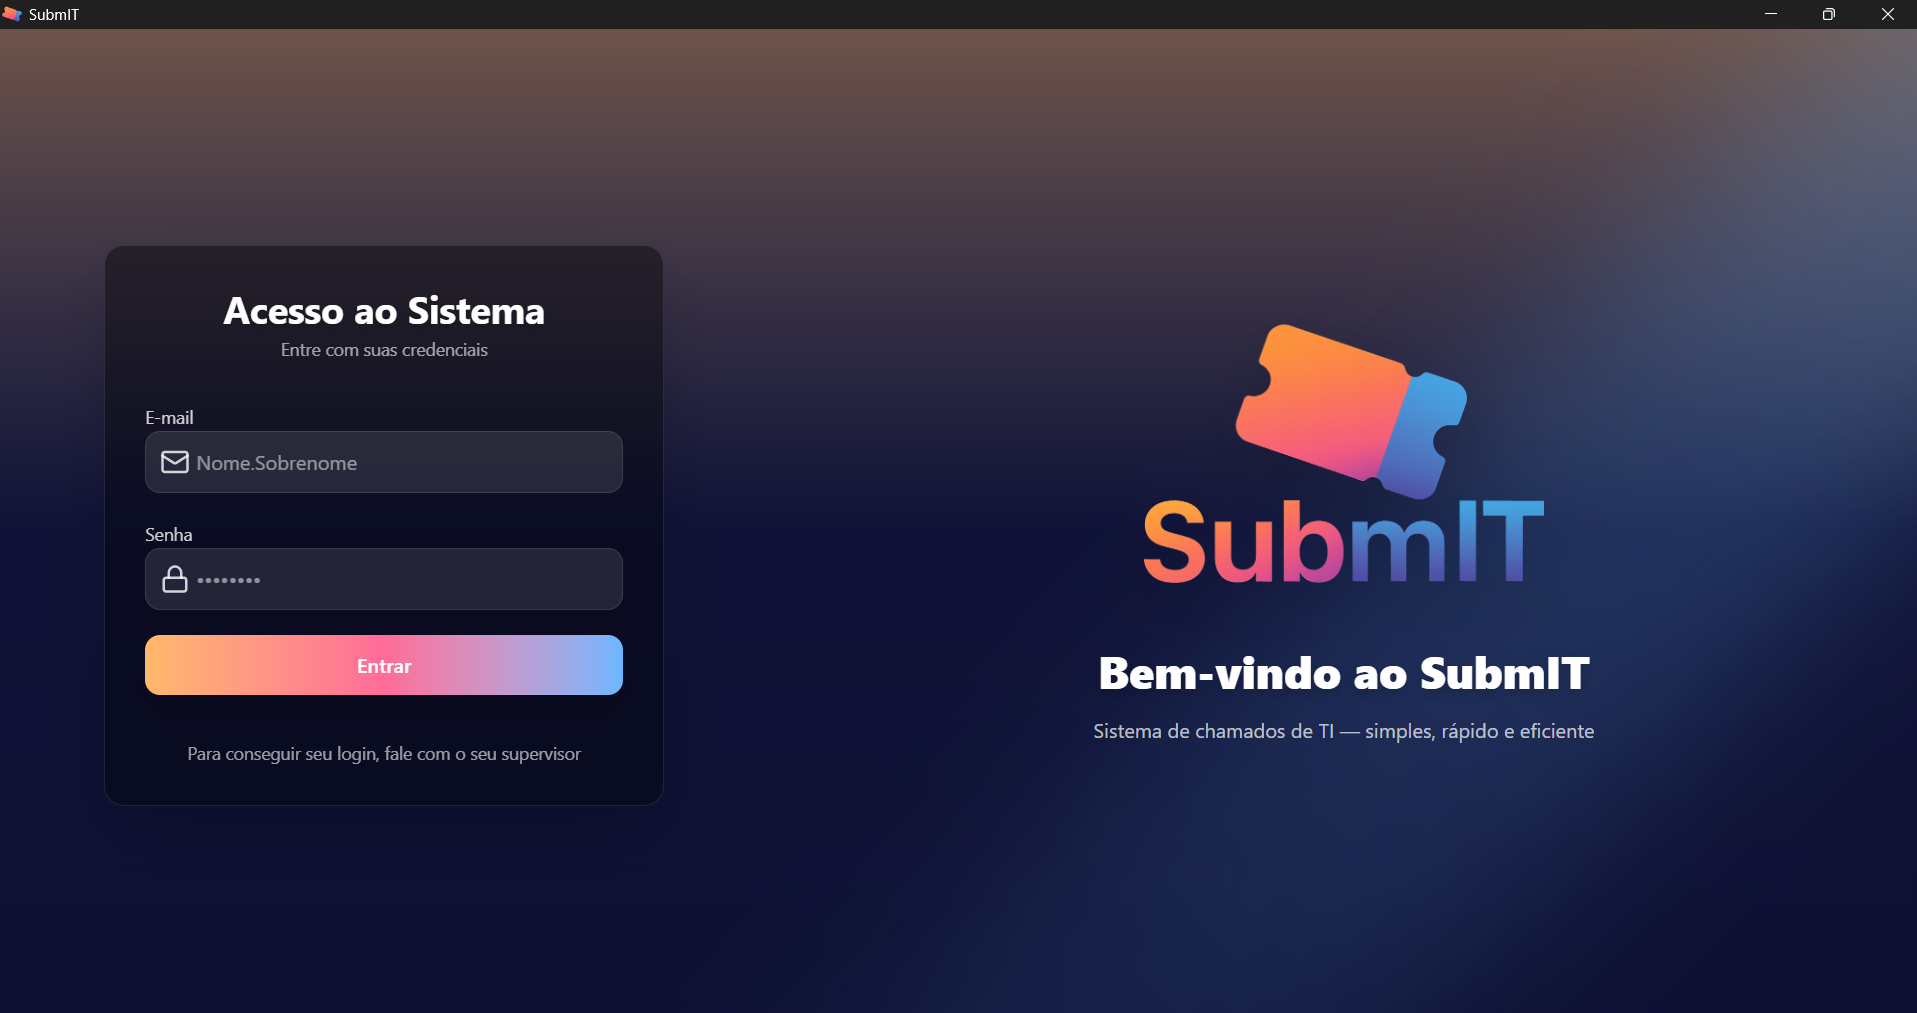 SubmIT
Acesso ao Sistema
Entre com suas credenciais
E-mail
Nome.Sobrenome
Senha
••••••••
Entrar
Para conseguir seu login, fale com o seu supervisor
SubmIT
Bem-vindo ao SubmIT
Sistema de chamados de TI — simples, rápido e eficiente